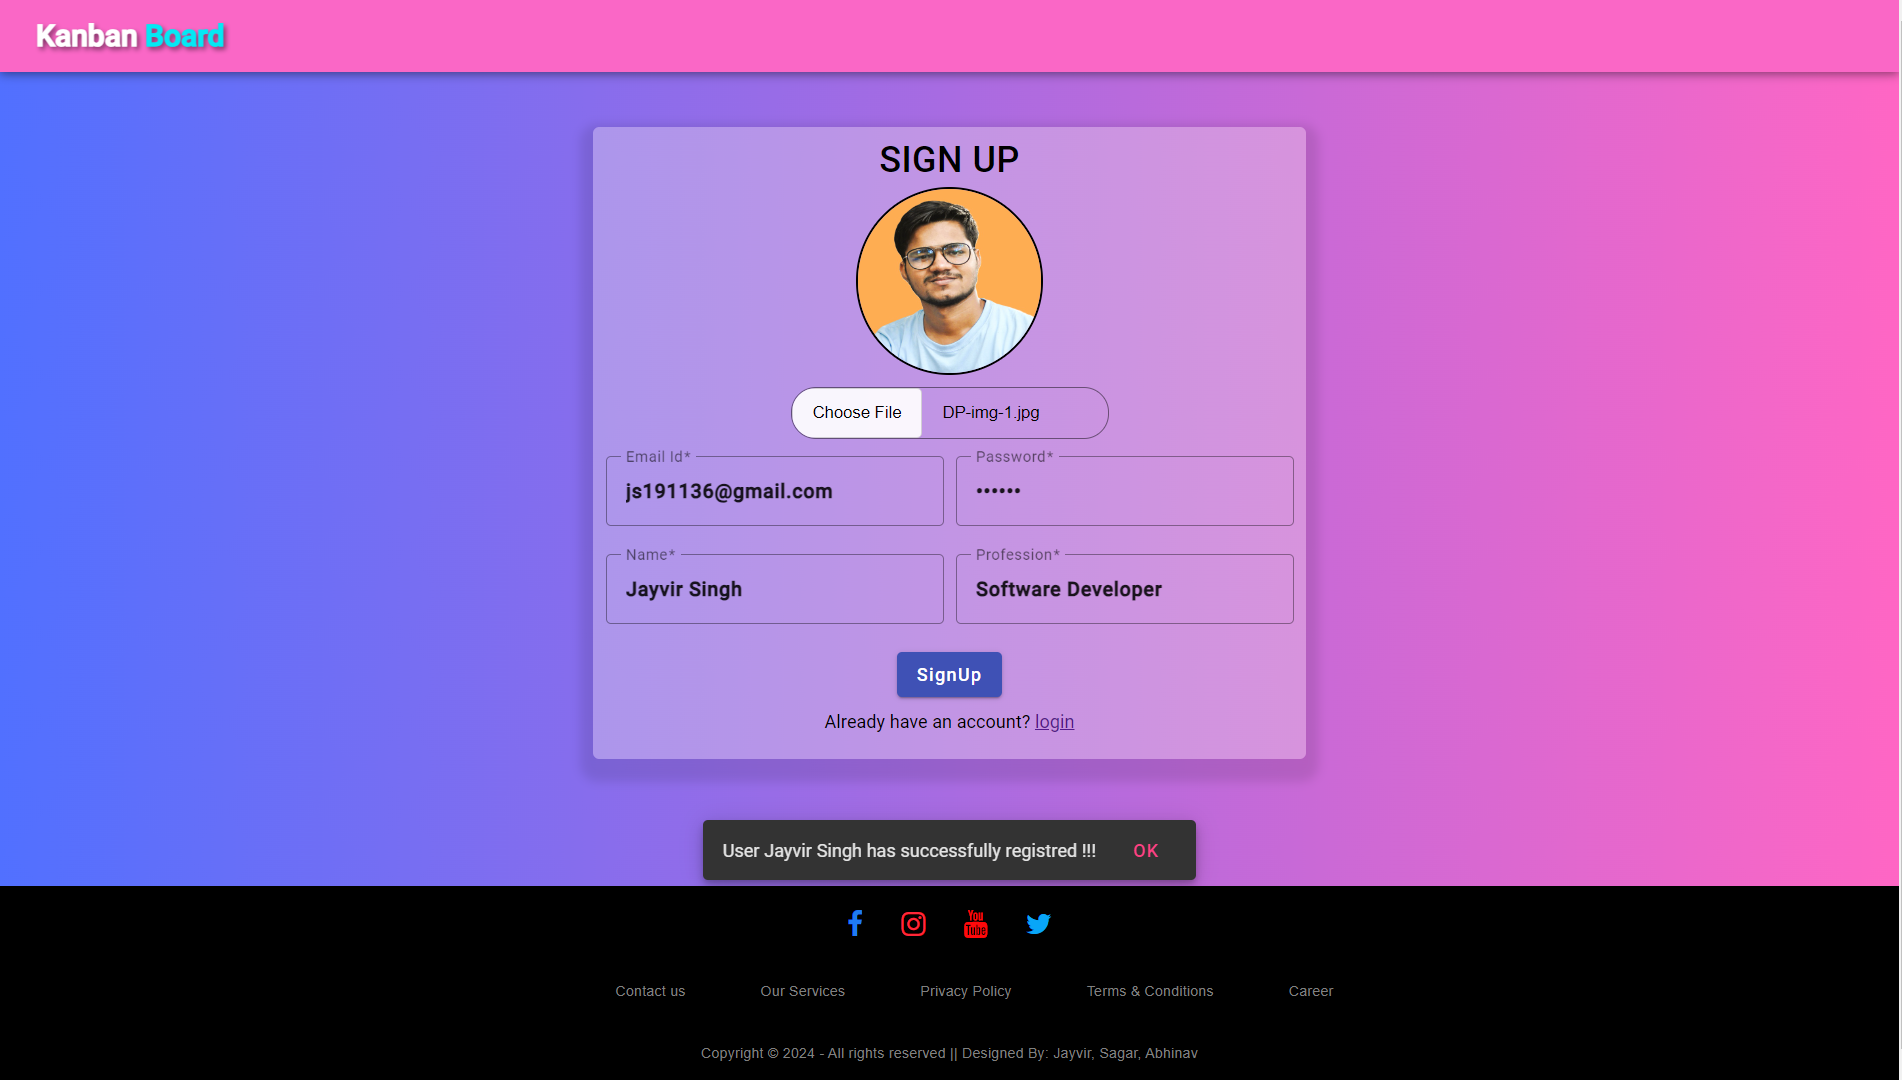 Kanban Board
SIGN UP
Choose File DP-img-1.jpg
Email Id* Password*
js191136@gmail.com ••••••
Name* Profession*
Jayvir Singh Software Developer
SignUp
Already have an account? login
User Jayvir Singh has successfully registred !!! OK
You
Tube
Contact us Our Services Privacy Policy Terms & Conditions Career
Copyright © 2024 - All rights reserved || Designed By: Jayvir, Sagar, Abhinav